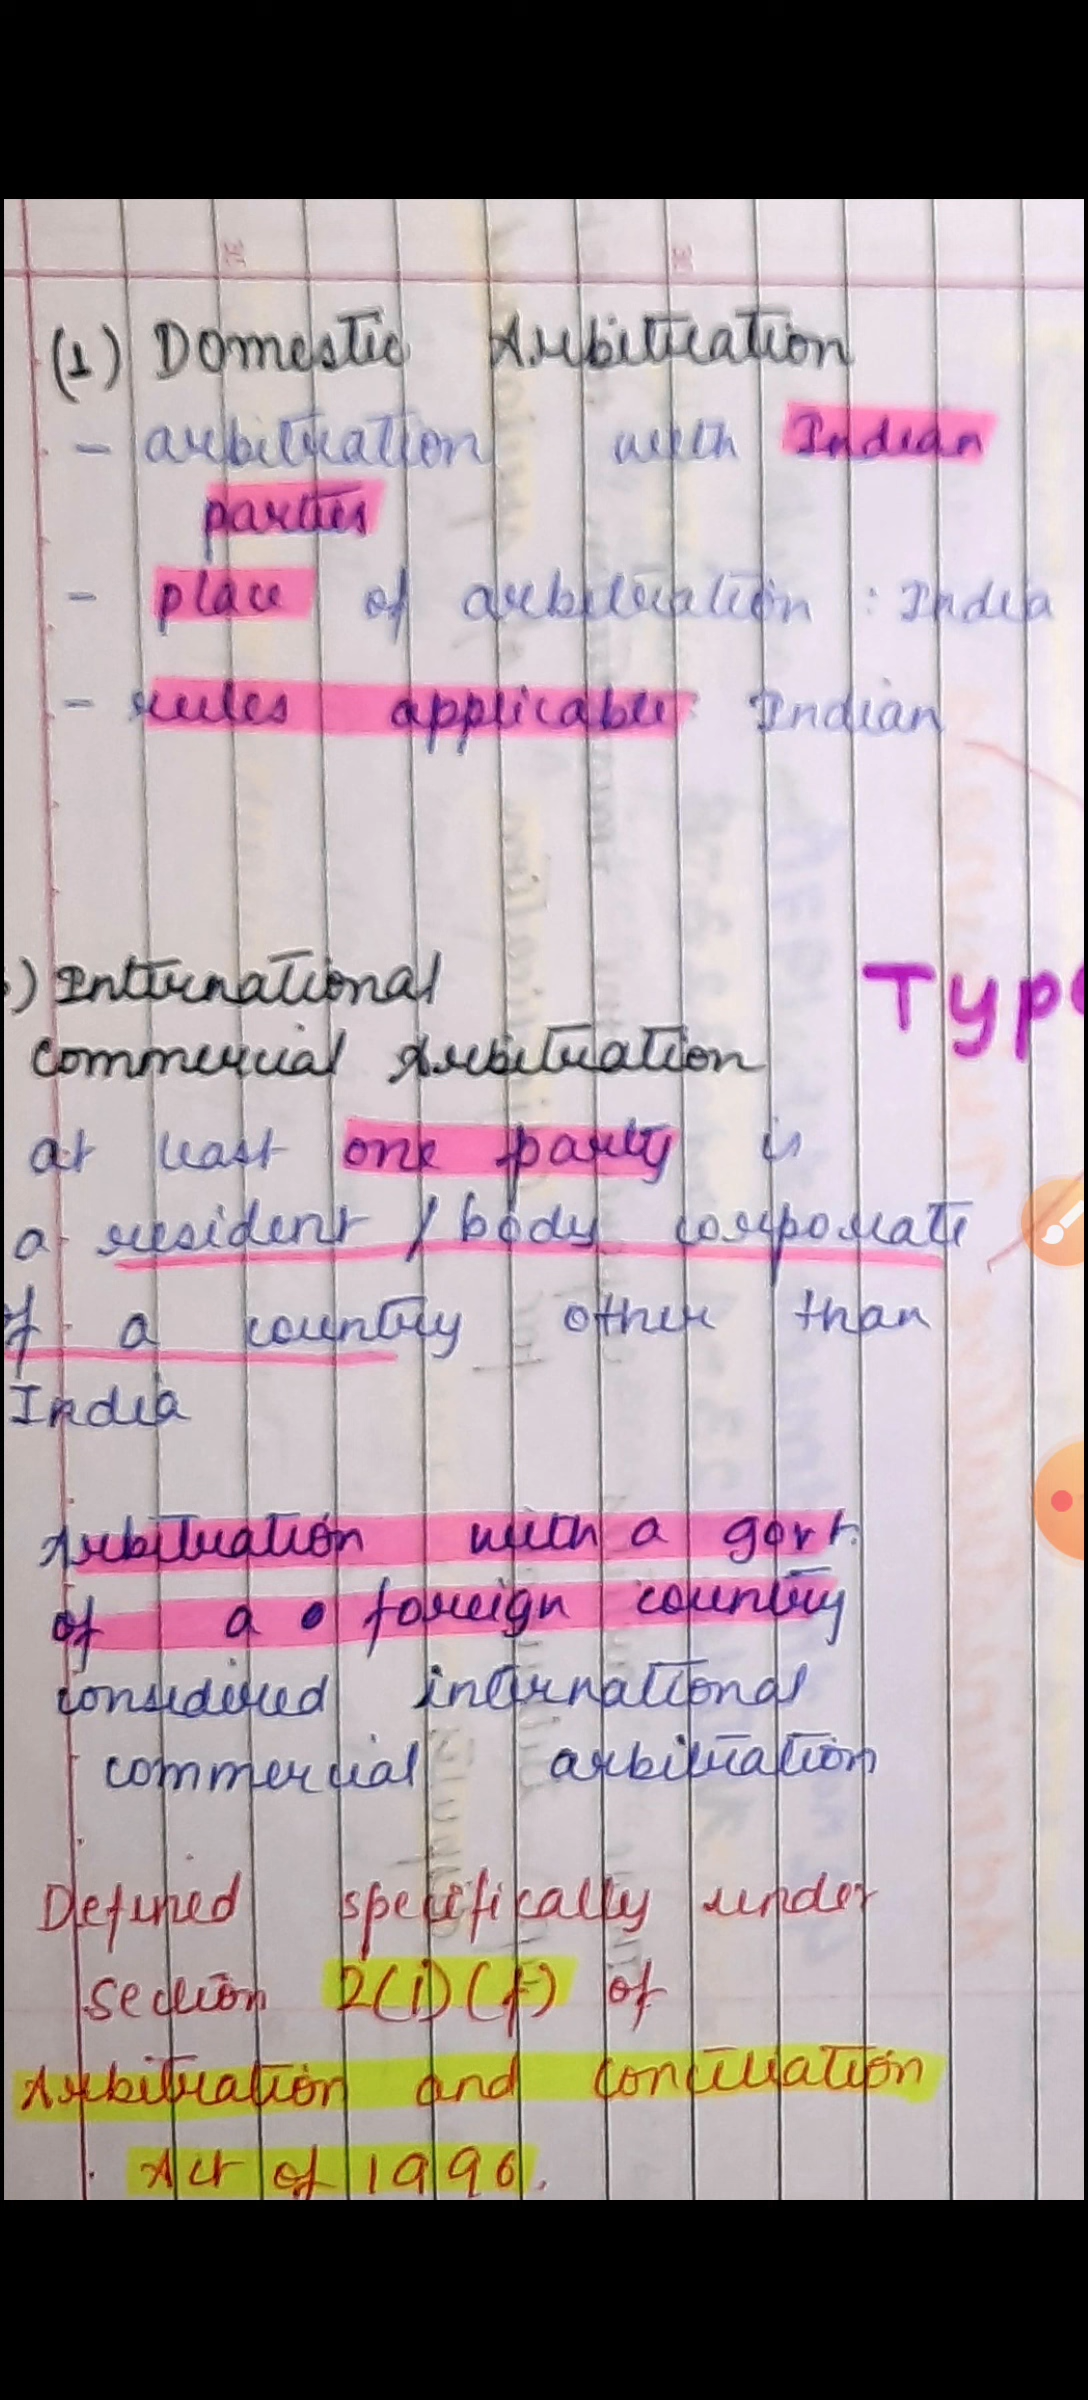 (1) Domestic Arbitration
- arbitration with Indian
parties
- place of arbitration : India
- rules applicable: Indian
) International
Commercial Arbitration
Type
at least one party is
a resident / body corporate
of a country other than
India
Arbitration with a govt.
of a foreign country
considered international
commercial arbitration
Defined specifically under
section 2(1)(f) of
Arbitration and Conciliation
Act of 1996.